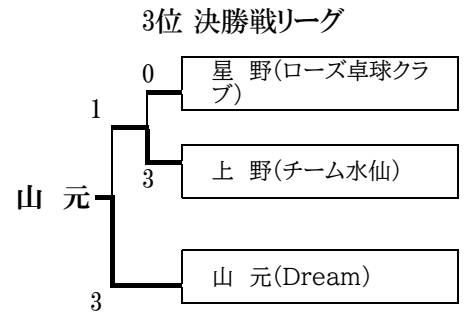 3位 決勝戦リーグ
0
星 野(ローズ卓球クラ
ブ)
1
上 野(チーム水仙)
3
山 元
山 元(Dream)
3